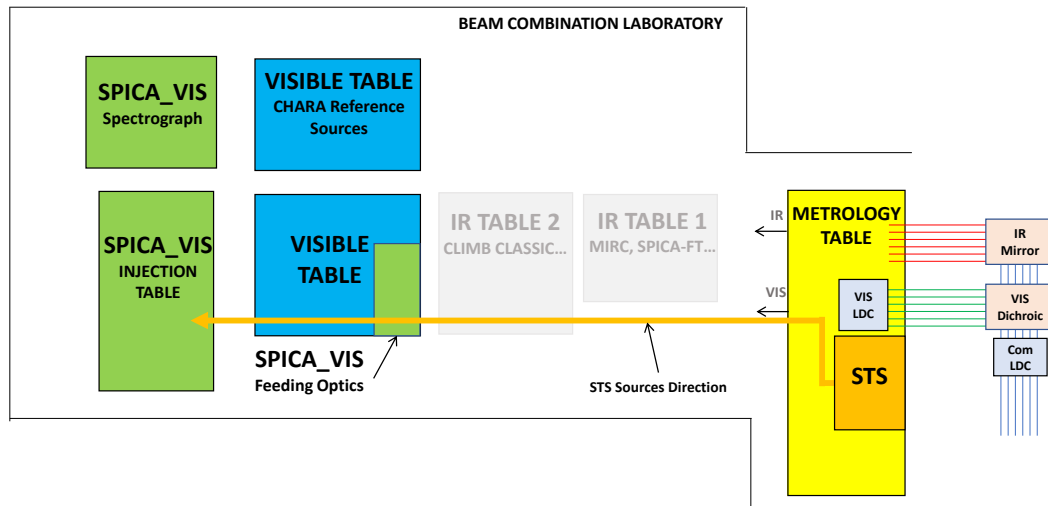 BEAM COMBINATION LABORATORY
SPICA_VIS
Spectrograph
VISIBLE TABLE
CHARA Reference
Sources
SPICA_VIS
INJECTION
TABLE
VISIBLE
TABLE
IR TABLE 2
CLIMB CLASSIC...
IR TABLE 1
MIRC, SPICA-FT...
IR
VIS
METROLOGY
TABLE
VIS
LDC
STS
IR
Mirror
VIS
Dichroic
Com
LDC
SPICA_VIS
Feeding Optics
STS Sources Direction